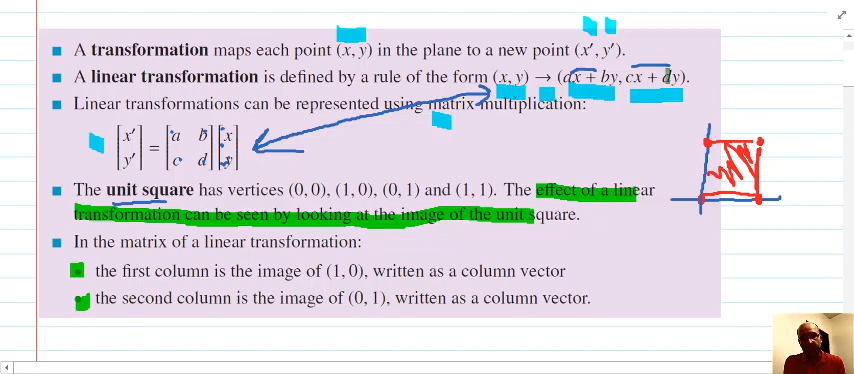 ■ A transformation maps each point (x, y) in the plane to a new point (x′, y′).
■ A linear transformation is defined by a rule of the form (x, y) → (ax + by, cx + dy).
■ Linear transformations can be represented using matrix multiplication:
[x′ y′] = [a b c d] [x y]
■ The unit square has vertices (0, 0), (1, 0), (0, 1) and (1, 1). The effect of a linear
transformation can be seen by looking at the image of the unit square.
■ In the matrix of a linear transformation:
• the first column is the image of (1, 0), written as a column vector
• the second column is the image of (0, 1), written as a column vector.